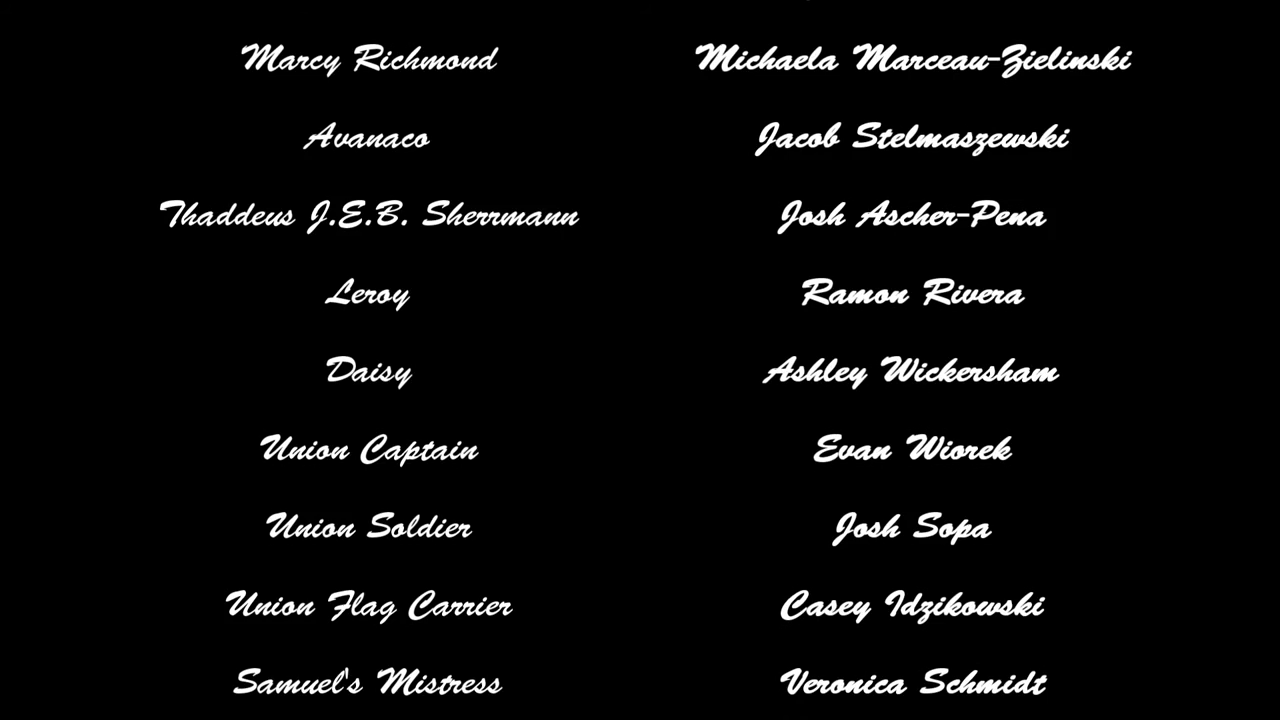 Marcy Richmond Michaela Marceau-Zielinski
Avanaco Jacob Stelmaszewski
Thaddeus J.E.B. Sherrmann Josh Ascher-Pena
Leroy Ramon Rivera
Daisy Ashley Wickersham
Union Captain Evan Wiorek
Union Soldier Josh Sopa
Union Flag Carrier Casey Idzikowski
Samuel's Mistress Veronica Schmidt